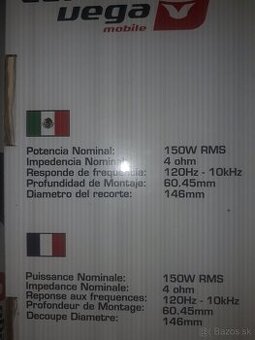 vega
mobile
Potencia Nominal: 150W RMS
Impedencia Nominal: 4 ohm
Responde de frequencia: 120Hz - 10kHz
Profundidad de Montaje: 60.45mm
Diametro del recorte: 146mm
Puissance Nominale: 150W RMS
Impedance Nominale: 4 ohm
Reponse aux frequences: 120Hz - 10kHz
Profondeur de Montage: 60.45mm
Decoupe Diametre: 146mm
Bazos.sk